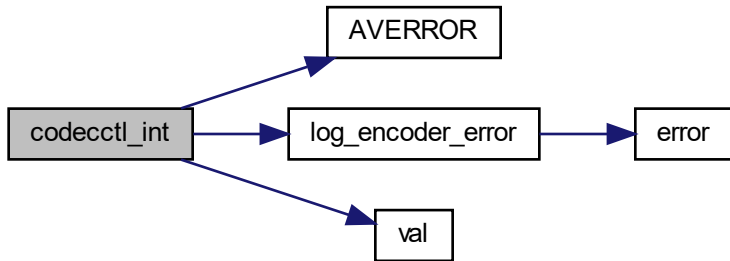 AVERROR
codecctl_int
log_encoder_error
error
val